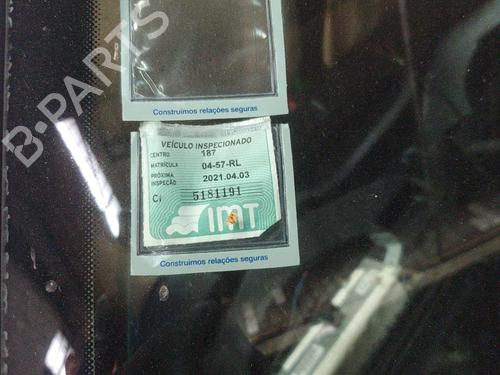 B-PARTS
Construimos relações seguras
VEÍCULO INSPECIONADO
CENTRO 187
MATRÍCULA 04-57-RL
PRÓXIMA INSPEÇÃO 2021.04.03
Ci 5181191
IMT
Construimos relações seguras